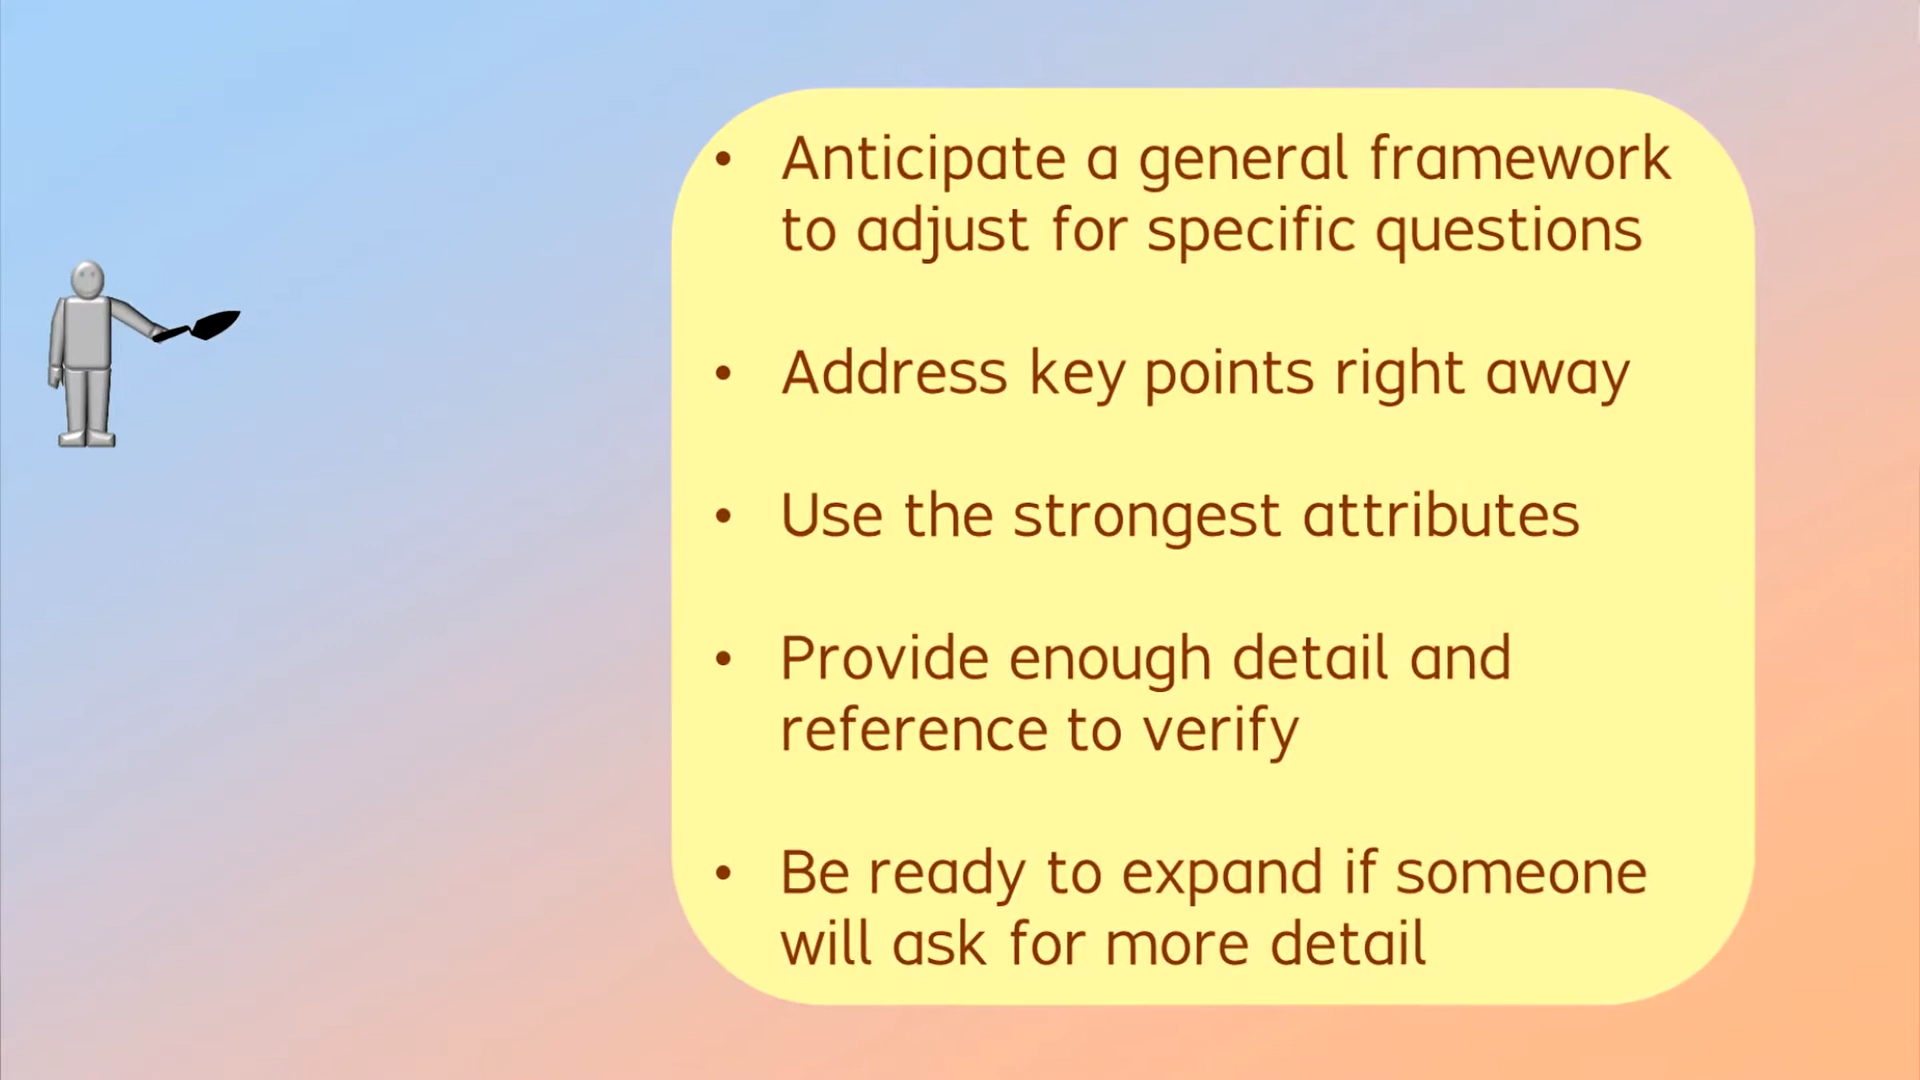 • Anticipate a general framework
to adjust for specific questions
• Address key points right away
• Use the strongest attributes
• Provide enough detail and
reference to verify
• Be ready to expand if someone
will ask for more detail